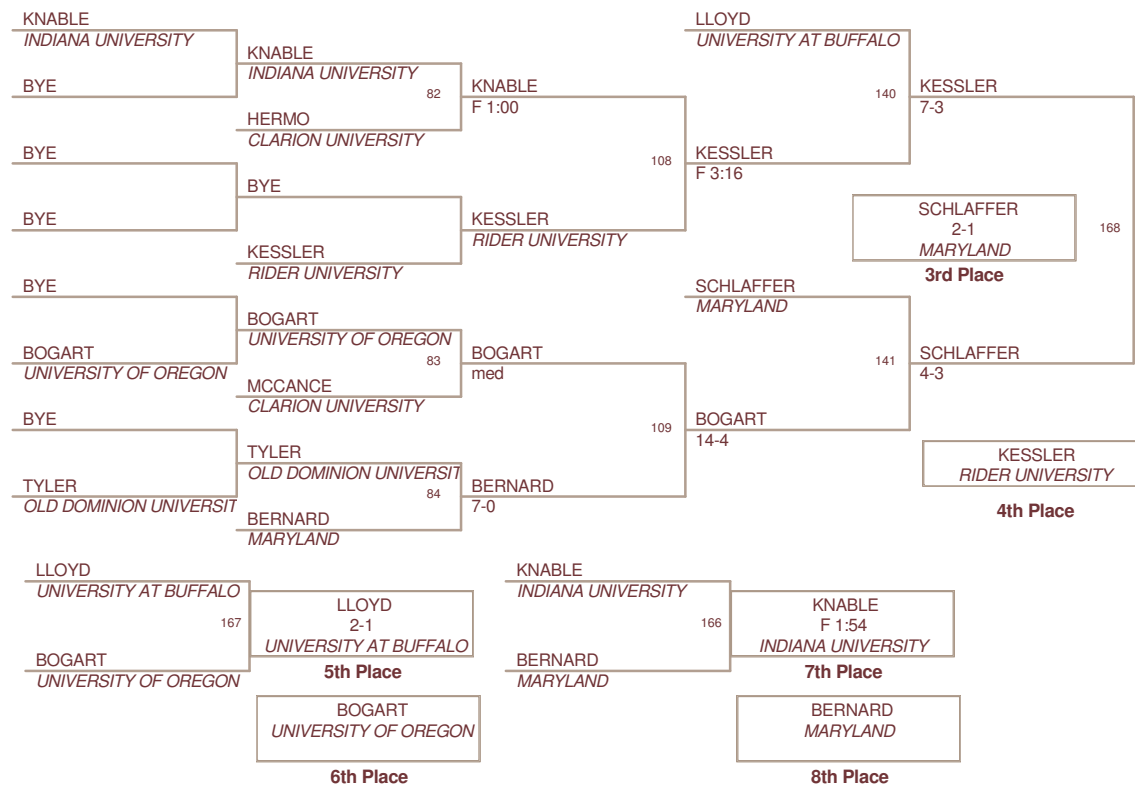 KNABLE
INDIANA UNIVERSITY
BYE
BYE
BYE
BYE
BOGART
UNIVERSITY OF OREGON
BYE
TYLER
OLD DOMINION UNIVERSIT
KNABLE
INDIANA UNIVERSITY
82
HERMO
CLARION UNIVERSITY
BYE
KESSLER
RIDER UNIVERSITY
BOGART
UNIVERSITY OF OREGON
83
MCCANCE
CLARION UNIVERSITY
TYLER
OLD DOMINION UNIVERSIT
84
BERNARD
MARYLAND
KNABLE
F 1:00
108
KESSLER
RIDER UNIVERSITY
BOGART
med
109
BERNARD
7-0
LLOYD
UNIVERSITY AT BUFFALO
140
KESSLER
F 3:16
SCHLAFFER
MARYLAND
141
BOGART
14-4
KESSLER
7-3
168
SCHLAFFER
4-3
SCHLAFFER
2-1
MARYLAND
3rd Place
KESSLER
RIDER UNIVERSITY
4th Place
LLOYD
UNIVERSITY AT BUFFALO
167
BOGART
UNIVERSITY OF OREGON
LLOYD
2-1
UNIVERSITY AT BUFFALO
5th Place
BOGART
UNIVERSITY OF OREGON
6th Place
KNABLE
INDIANA UNIVERSITY
166
BERNARD
MARYLAND
KNABLE
F 1:54
INDIANA UNIVERSITY
7th Place
BERNARD
MARYLAND
8th Place